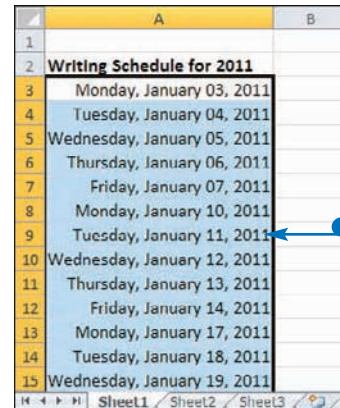 A B
1
2 Writing Schedule for 2011
3 Monday, January 03, 2011
4 Tuesday, January 04, 2011
5 Wednesday, January 05, 2011
6 Thursday, January 06, 2011
7 Friday, January 07, 2011
8 Monday, January 10, 2011
9 Tuesday, January 11, 2011
10 Wednesday, January 12, 2011
11 Thursday, January 13, 2011
12 Friday, January 14, 2011
13 Monday, January 17, 2011
14 Tuesday, January 18, 2011
15 Wednesday, January 19, 2011
Sheet1 Sheet2 Sheet3